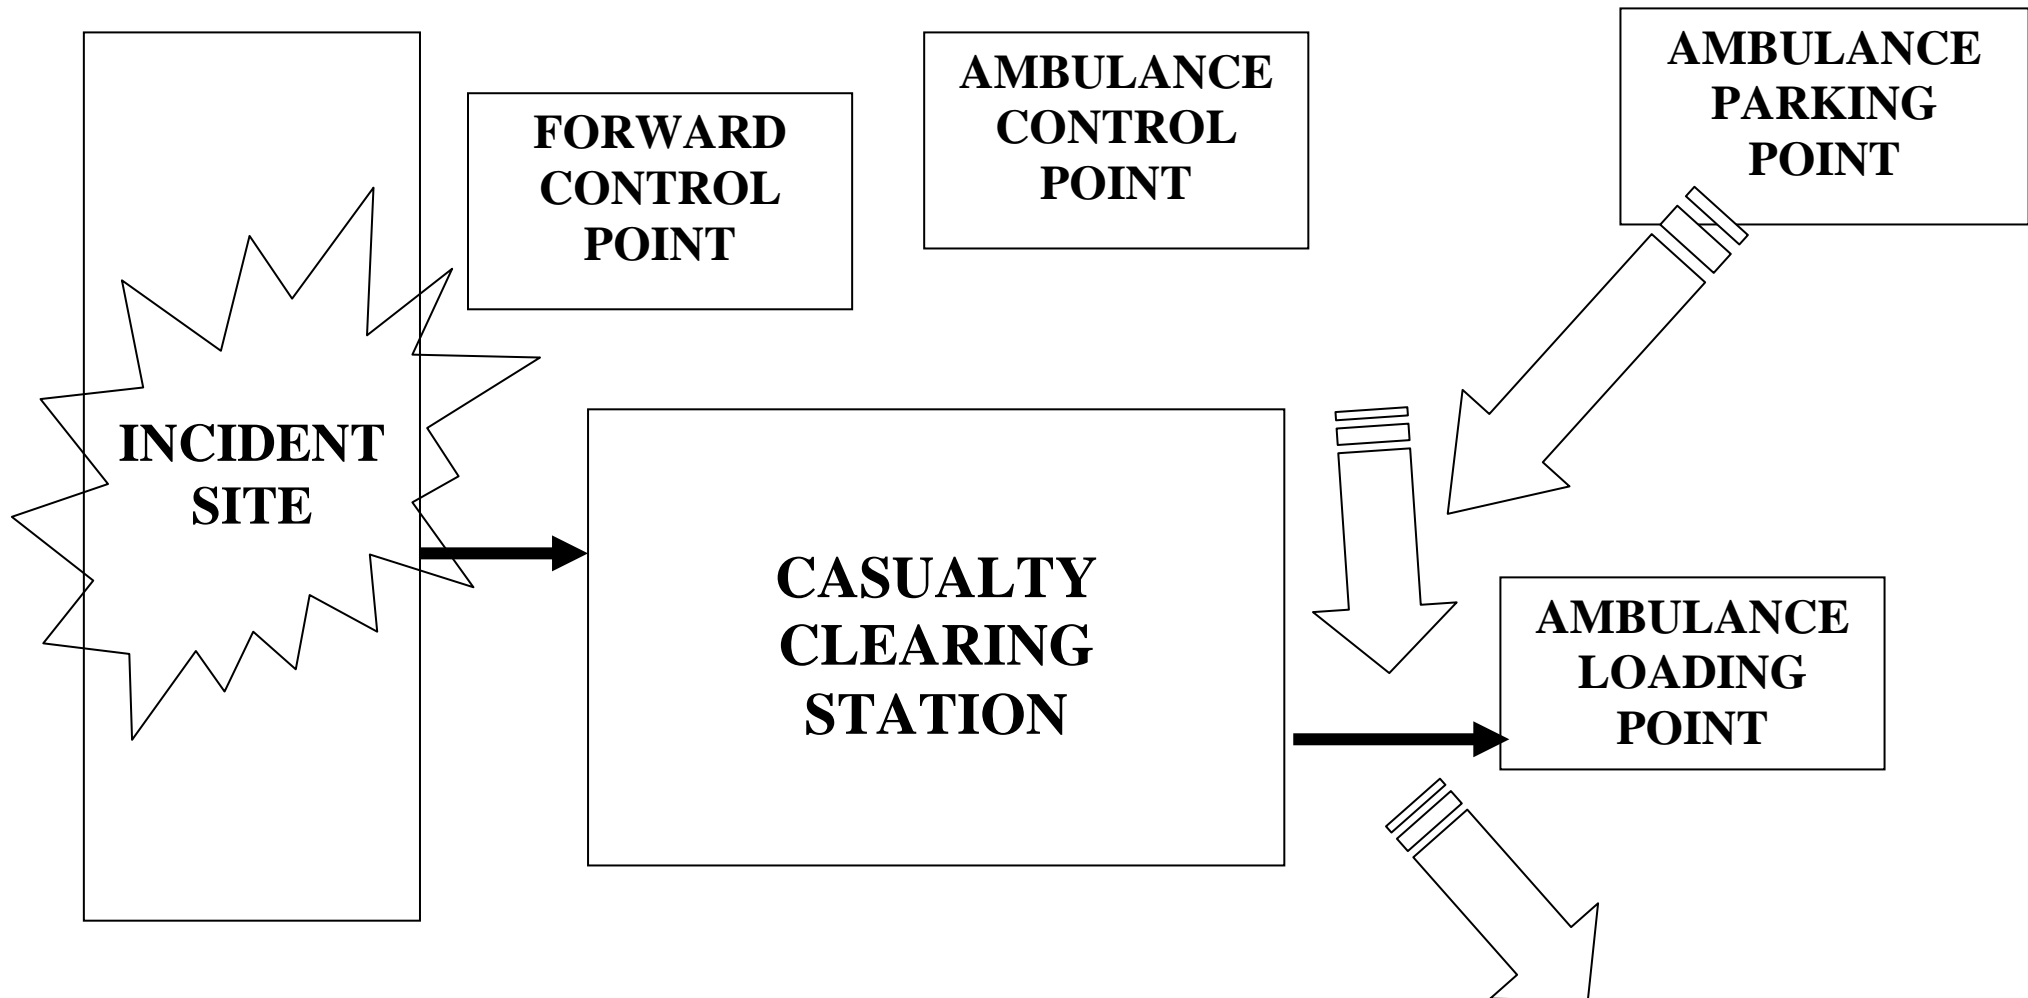 FORWARD
CONTROL
POINT
AMBULANCE
CONTROL
POINT
AMBULANCE
PARKING
POINT
INCIDENT
SITE
CASUALTY
CLEARING
STATION
AMBULANCE
LOADING
POINT